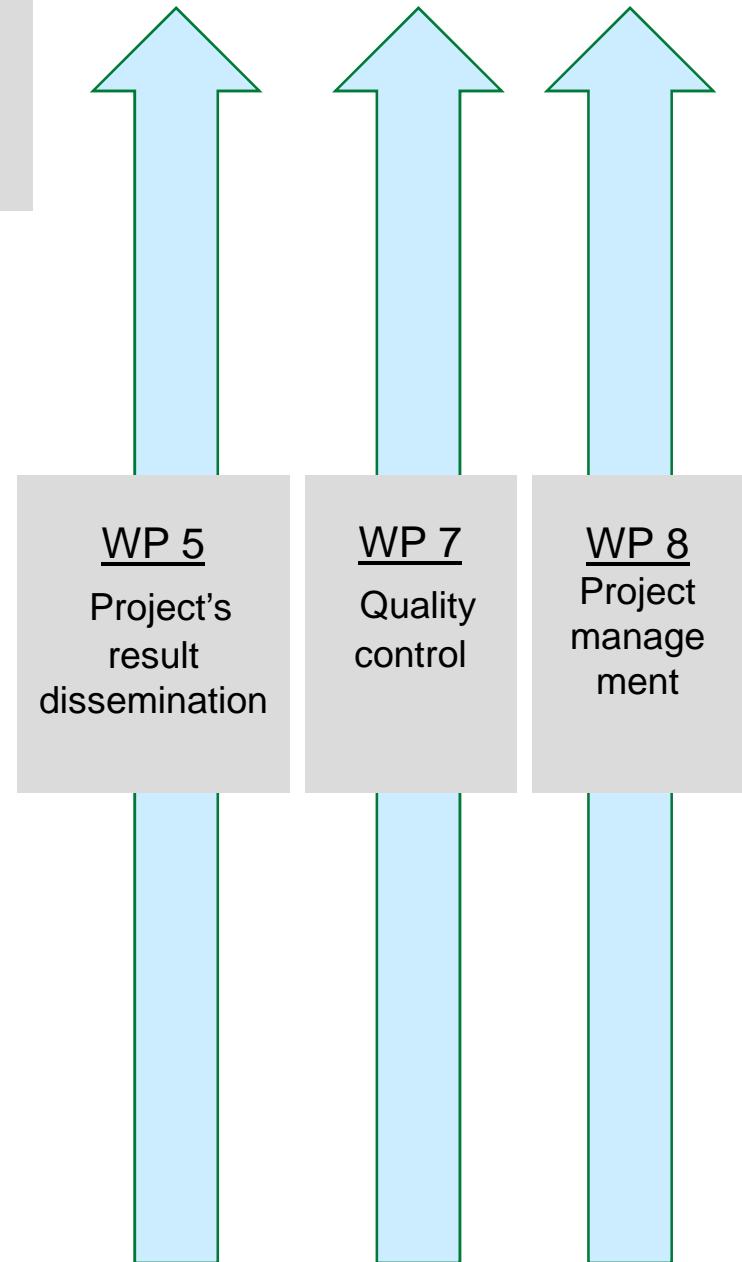 WP 5
Project's
result
dissemination
WP 7
Quality
control
WP 8
Project
manage
ment